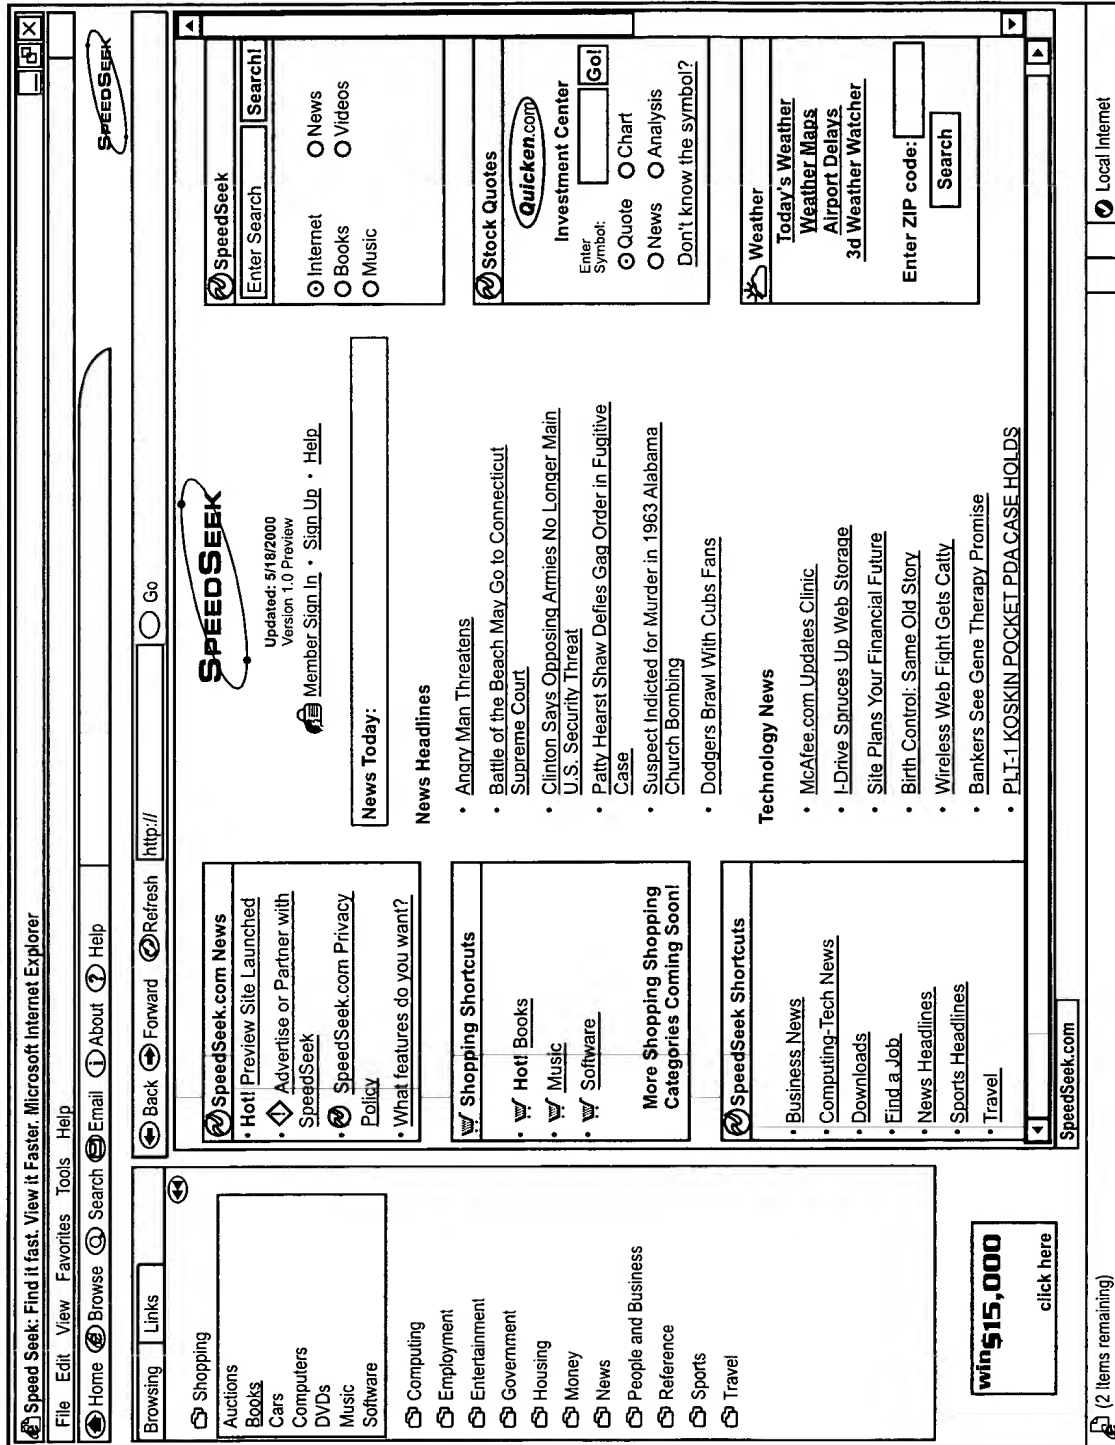 Speed Seek: Find it fast. View it Faster. Microsoft Internet Explorer
File Edit View Favorites Tools Help
Home Browse Search Email About Help
SPEEDSEEK
Browsing Links
Shopping
Auctions
Books
Cars
Computers
DVDs
Music
Software
Computing
Employment
Entertainment
Government
Housing
Money
News
People and Business
Reference
Sports
Travel
win $15,000
click here
Back Forward Refresh http:// Go
SpeedSeek.com News
• Hot! Preview Site Launched
• Advertise or Partner with
SpeedSeek
• SpeedSeek.com Privacy
Policy
• What features do you want?
Shopping Shortcuts
• Hot! Books
• Music
• Software
More Shopping Shopping
Categories Coming Soon!
SpeedSeek Shortcuts
• Business News
• Computing-Tech News
• Downloads
• Find a Job
• News Headlines
• Sports Headlines
• Travel
SPEEDSEEK
Updated: 5/18/2000
Version 1.0 Preview
Member Sign In • Sign Up • Help
News Today:
News Headlines
• Angry Man Threatens
• Battle of the Beach May Go to Connecticut
Supreme Court
• Clinton Says Opposing Armies No Longer Main
U.S. Security Threat
• Patty Hearst Shaw Defies Gag Order in Fugitive
Case
• Suspect Indicted for Murder in 1963 Alabama
Church Bombing
• Dodgers Brawl With Cubs Fans
Technology News
• McAfee.com Updates Clinic
• I-Drive Spruces Up Web Storage
• Site Plans Your Financial Future
• Birth Control: Same Old Story
• Wireless Web Fight Gets Catty
• Bankers See Gene Therapy Promise
• PLT-1 KOSKIN POCKET PDA CASE HOLDS
SpeedSeek
Enter Search Search!
Internet News
Books Videos
Music
Stock Quotes
Quicken.com
Investment Center
Enter
Symbol: Go!
Quote Chart
News Analysis
Don't know the symbol?
Weather
Today's Weather
Weather Maps
Airport Delays
3d Weather Watcher
Enter ZIP code:
Search
SpeedSeek.com
(2 Items remaining) Local Internet